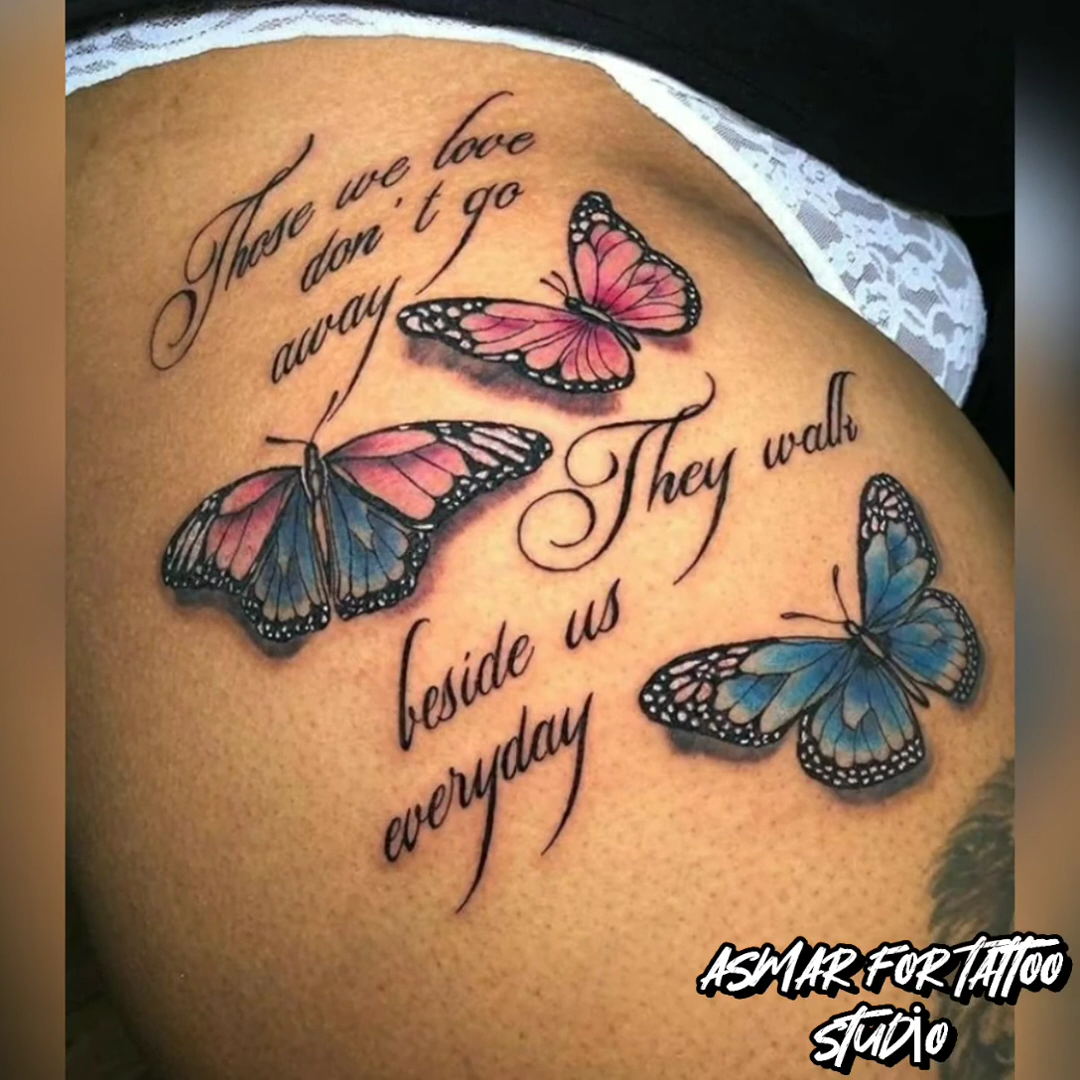 Those we love
don't go
away
They walk
beside us
everyday
ASMAR FOR TATTOO
STUDIO